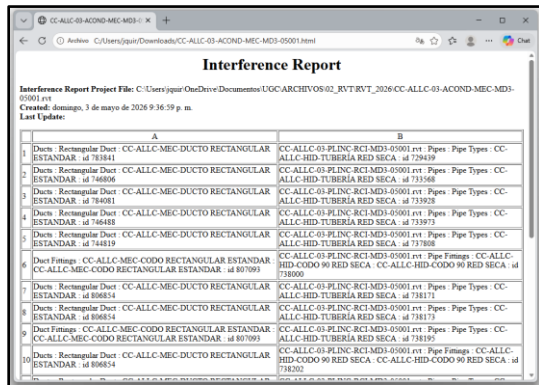 CC-ALLC-03-ACOND-MEC-MD3-0
Archivo C:/Users/jquir/Downloads/CC-ALLC-03-ACOND-MEC-MD3-05001.html
Chat
Interference Report
Interference Report Project File: C:\Users\jquir\OneDrive\Documentos\UGC\ARCHIVOS\02_RVT\RVT_2026\CC-ALLC-03-ACOND-MEC-MD3-
05001.rvt
Created: domingo, 3 de mayo de 2026 9:36:59 p. m.
Last Update:
A B
1 Ducts : Rectangular Duct : CC-ALLC-MEC-DUCTO RECTANGULAR ESTANDAR : id 783841 CC-ALLC-03-PLINC-RCI-MD3-05001.rvt : Pipes : Pipe Types : CC-ALLC-HID-TUBERÍA RED SECA : id 729439
2 Ducts : Rectangular Duct : CC-ALLC-MEC-DUCTO RECTANGULAR ESTANDAR : id 746806 CC-ALLC-03-PLINC-RCI-MD3-05001.rvt : Pipes : Pipe Types : CC-ALLC-HID-TUBERÍA RED SECA : id 733568
3 Ducts : Rectangular Duct : CC-ALLC-MEC-DUCTO RECTANGULAR ESTANDAR : id 784081 CC-ALLC-03-PLINC-RCI-MD3-05001.rvt : Pipes : Pipe Types : CC-ALLC-HID-TUBERÍA RED SECA : id 733928
4 Ducts : Rectangular Duct : CC-ALLC-MEC-DUCTO RECTANGULAR ESTANDAR : id 746488 CC-ALLC-03-PLINC-RCI-MD3-05001.rvt : Pipes : Pipe Types : CC-ALLC-HID-TUBERÍA RED SECA : id 733973
5 Ducts : Rectangular Duct : CC-ALLC-MEC-DUCTO RECTANGULAR ESTANDAR : id 744819 CC-ALLC-03-PLINC-RCI-MD3-05001.rvt : Pipes : Pipe Types : CC-ALLC-HID-TUBERÍA RED SECA : id 737808
6 Duct Fittings : CC-ALLC-MEC-CODO RECTANGULAR ESTANDAR : CC-ALLC-MEC-CODO RECTANGULAR ESTANDAR : id 807093 CC-ALLC-03-PLINC-RCI-MD3-05001.rvt : Pipe Fittings : CC-ALLC-HID-CODO 90 RED SECA : CC-ALLC-HID-CODO 90 RED SECA : id 738000
7 Ducts : Rectangular Duct : CC-ALLC-MEC-DUCTO RECTANGULAR ESTANDAR : id 806854 CC-ALLC-03-PLINC-RCI-MD3-05001.rvt : Pipes : Pipe Types : CC-ALLC-HID-TUBERÍA RED SECA : id 738171
8 Ducts : Rectangular Duct : CC-ALLC-MEC-DUCTO RECTANGULAR ESTANDAR : id 806854 CC-ALLC-03-PLINC-RCI-MD3-05001.rvt : Pipes : Pipe Types : CC-ALLC-HID-TUBERÍA RED SECA : id 738173
9 Duct Fittings : CC-ALLC-MEC-CODO RECTANGULAR ESTANDAR : CC-ALLC-MEC-CODO RECTANGULAR ESTANDAR : id 807093 CC-ALLC-03-PLINC-RCI-MD3-05001.rvt : Pipes : Pipe Types : CC-ALLC-HID-TUBERÍA RED SECA : id 738195
10 Ducts : Rectangular Duct : CC-ALLC-MEC-DUCTO RECTANGULAR ESTANDAR : id 806854 CC-ALLC-03-PLINC-RCI-MD3-05001.rvt : Pipe Fittings : CC-ALLC-HID-CODO 90 RED SECA : CC-ALLC-HID-CODO 90 RED SECA : id 738202